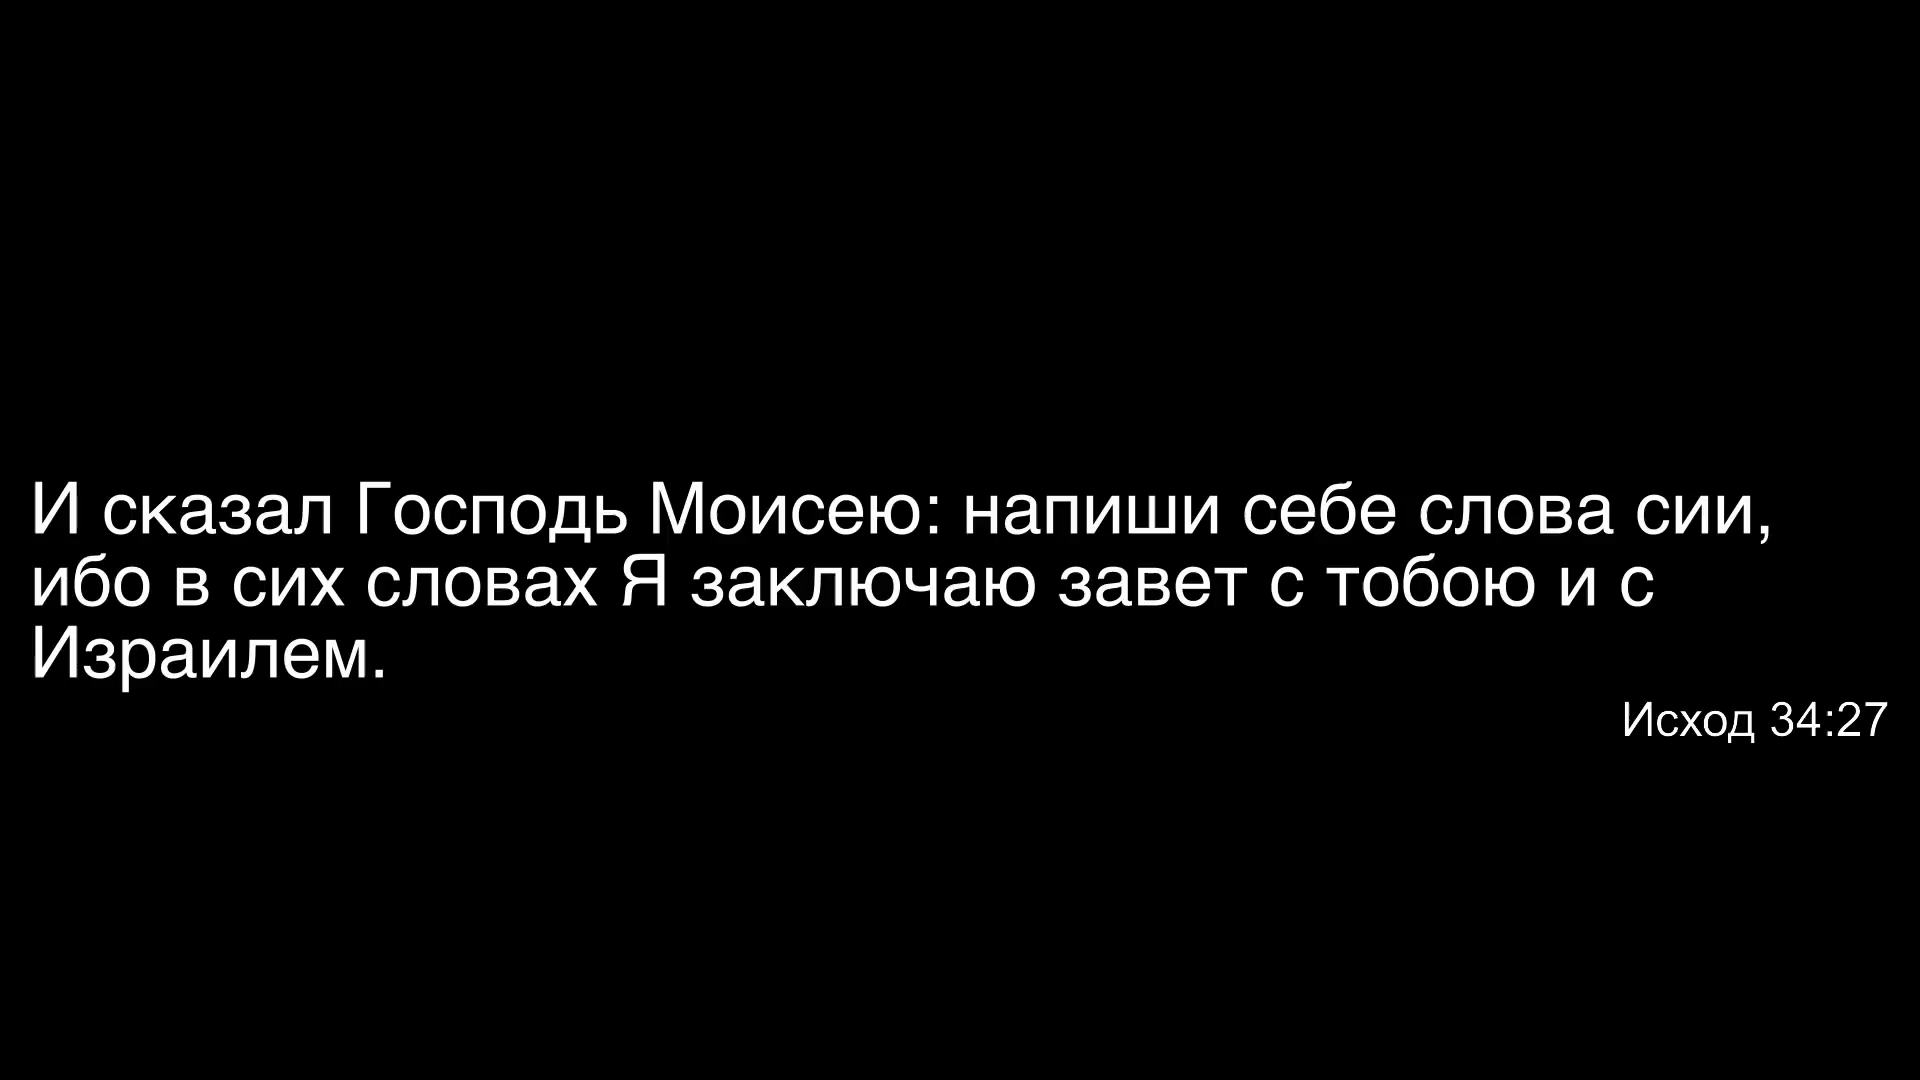 И сказал Господь Моисею: напиши себе слова сии,
ибо в сих словах Я заключаю завет с тобою и с
Израилем.
Исход 34:27